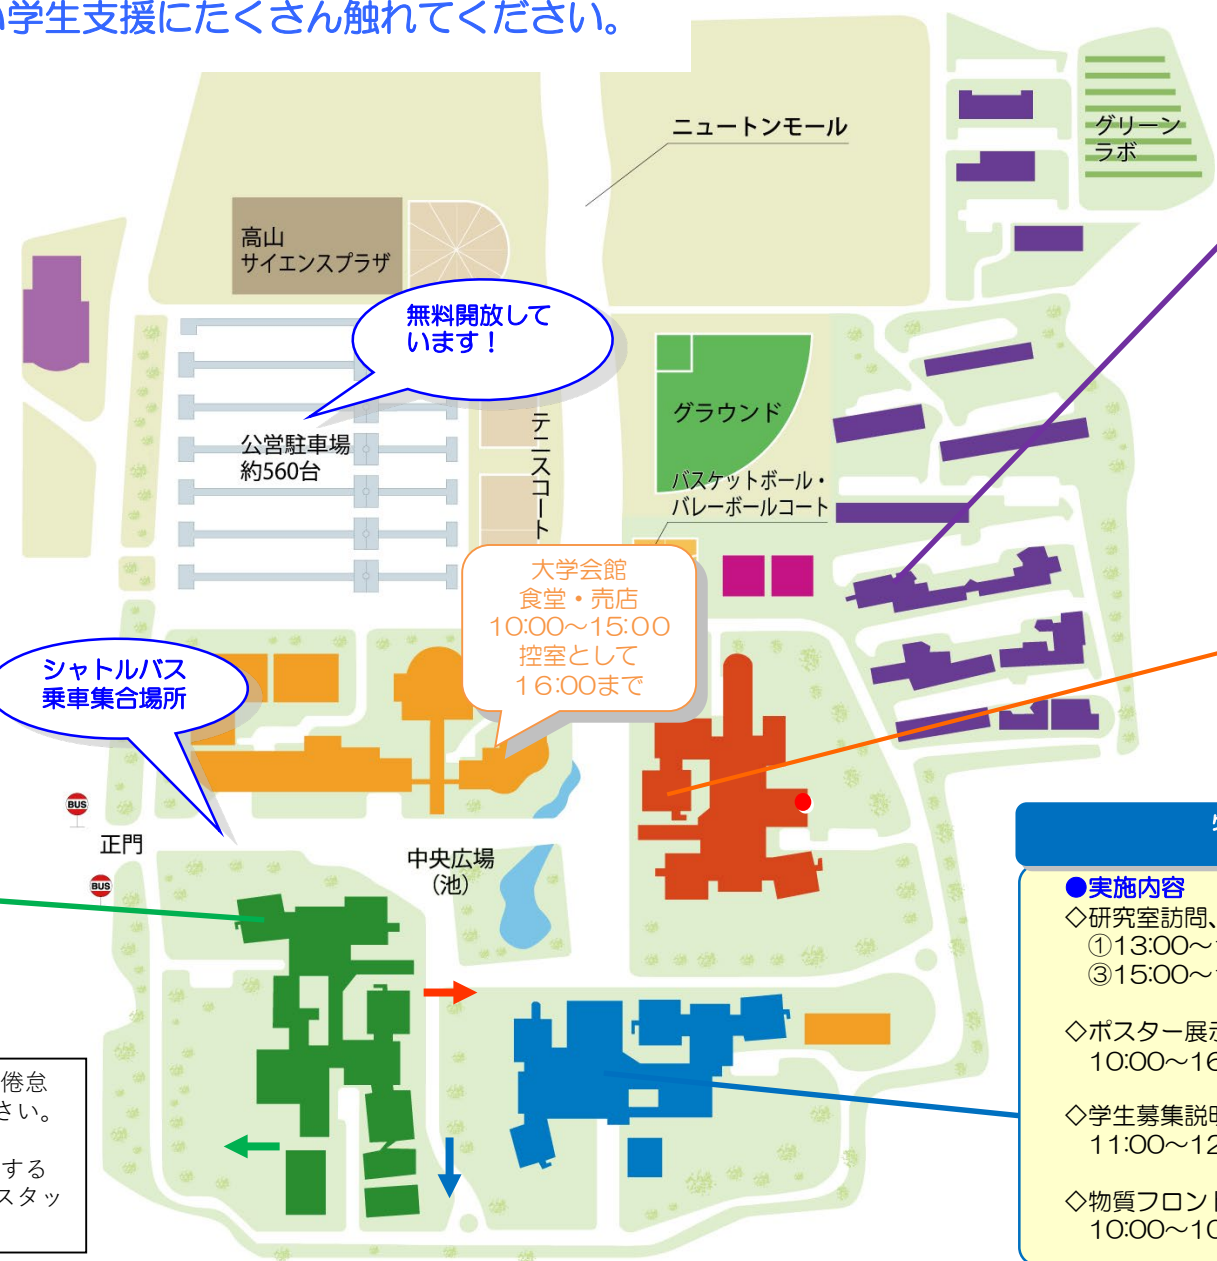 い学生支援にたくさん触れてください。
ニュートンモール
グリーン
ラボ
高山
サイエンスプラザ
無料開放して
います！
公営駐車場
約560台
テニスコート
グラウンド
バスケットボール・
バレーボールコート
大学会館
食堂・売店
10:00～15:00
控室として
16:00まで
シャトルバス
乗車集合場所
BUS
正門
BUS
中央広場
（池）
●実施内容
◇研究室訪問、
①13:00～
③15:00～
◇ポスター展示
10:00～16
◇学生募集説明
11:00～12
◇物質フロント
10:00～10
倦怠
さい。
する
スタッ